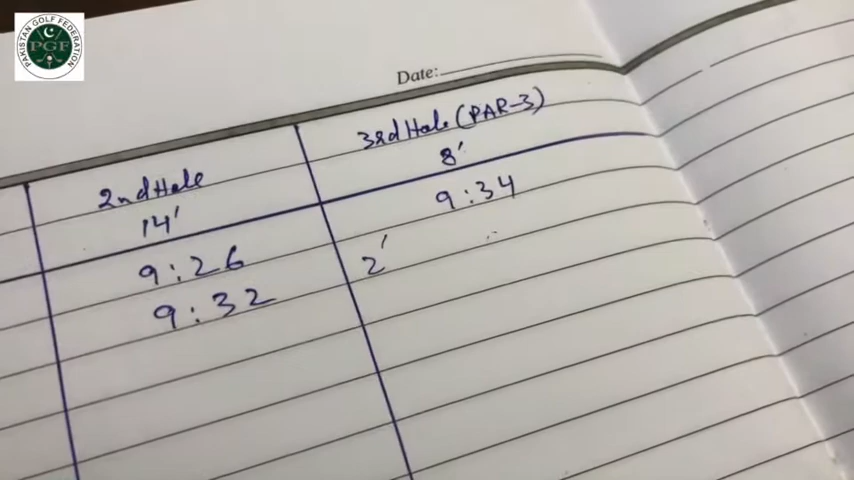 PAKISTAN GOLF FEDERATION
PGF
Date:
2nd Hole
14'
9:26
9:32
3rd Hole (PAR-3)
8'
9:34
2'